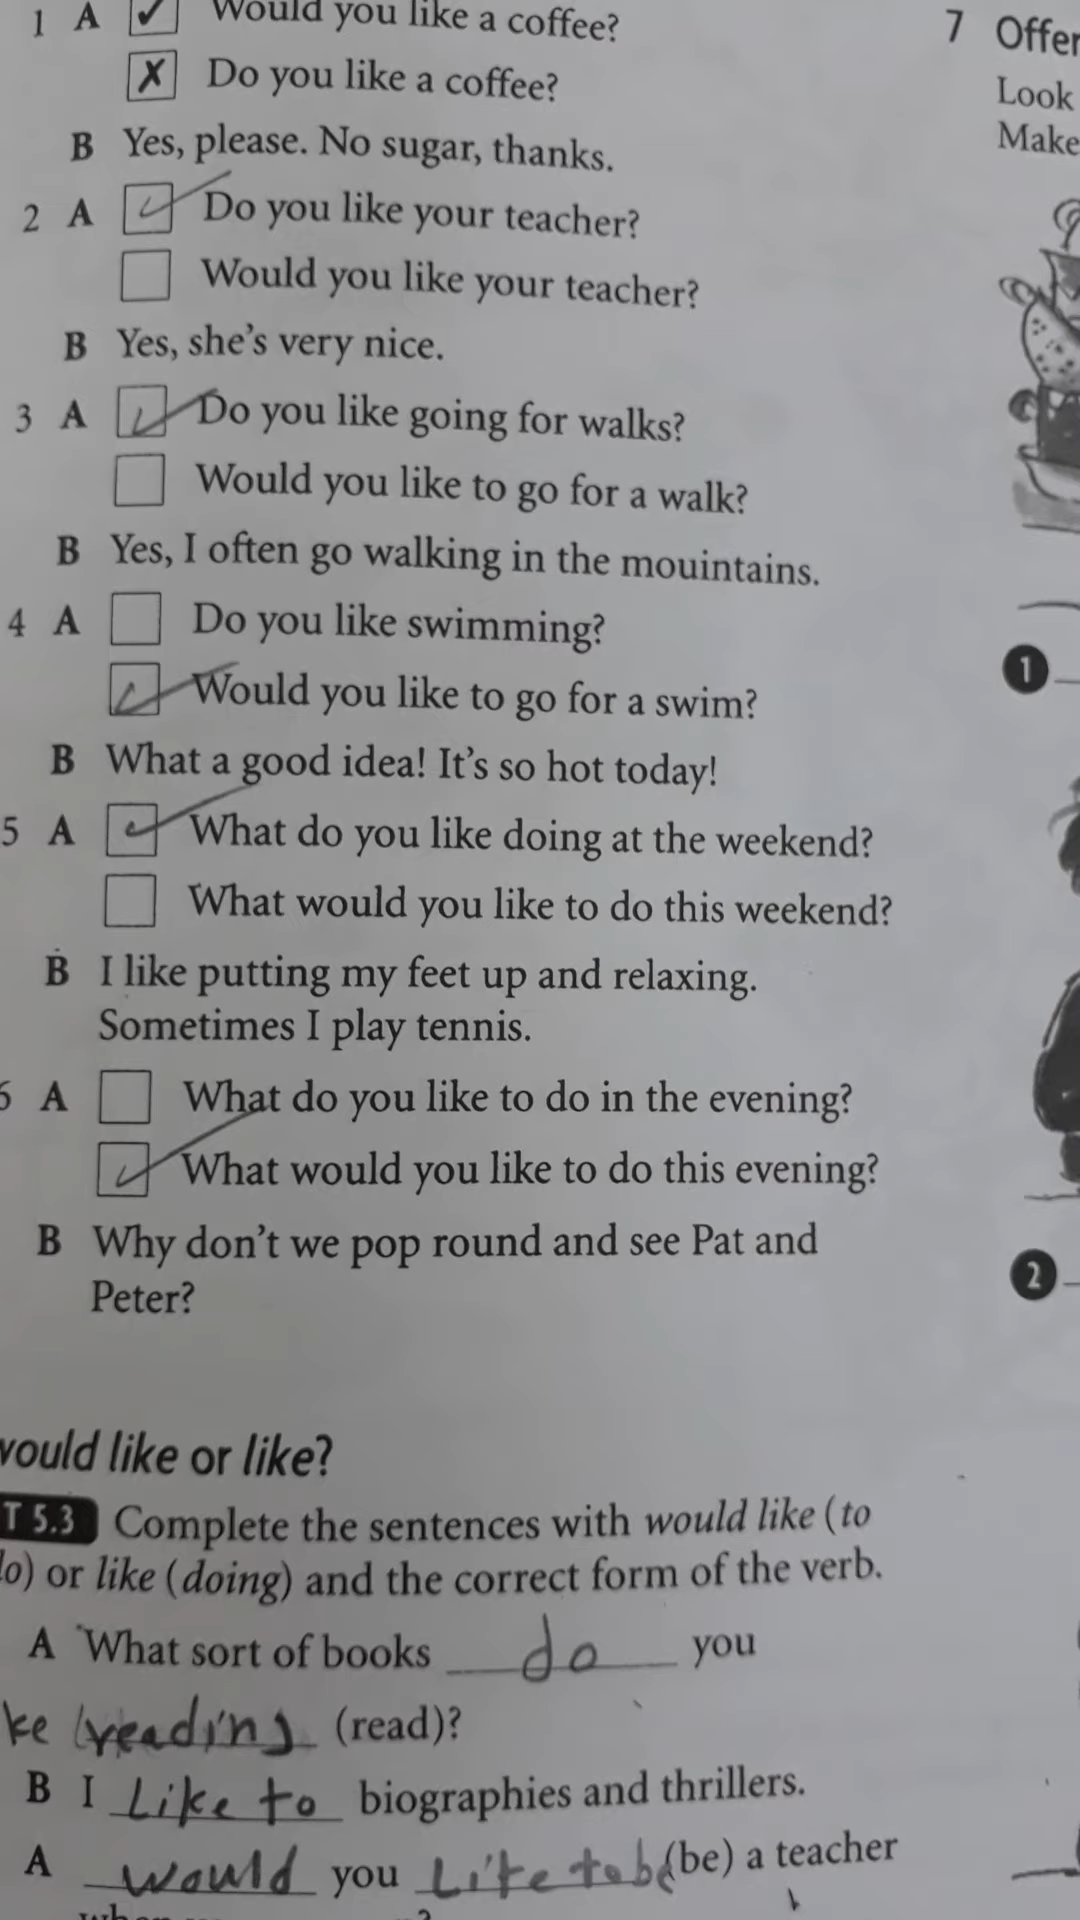 1 A ✓ Would you like a coffee?
✗ Do you like a coffee?
B Yes, please. No sugar, thanks.
2 A ✓ Do you like your teacher?
Would you like your teacher?
B Yes, she's very nice.
3 A ✓ Do you like going for walks?
Would you like to go for a walk?
B Yes, I often go walking in the mouintains.
4 A Do you like swimming?
✓ Would you like to go for a swim?
B What a good idea! It's so hot today!
5 A ✓ What do you like doing at the weekend?
What would you like to do this weekend?
B I like putting my feet up and relaxing.
Sometimes I play tennis.
6 A What do you like to do in the evening?
✓ What would you like to do this evening?
B Why don't we pop round and see Pat and
Peter?
would like or like?
T 5.3 Complete the sentences with would like (to
do) or like (doing) and the correct form of the verb.
A What sort of books do you
ke reading (read)?
B I Like to biographies and thrillers.
A would you Like to be (be) a teacher
7 Offer
Look
Make
1
2